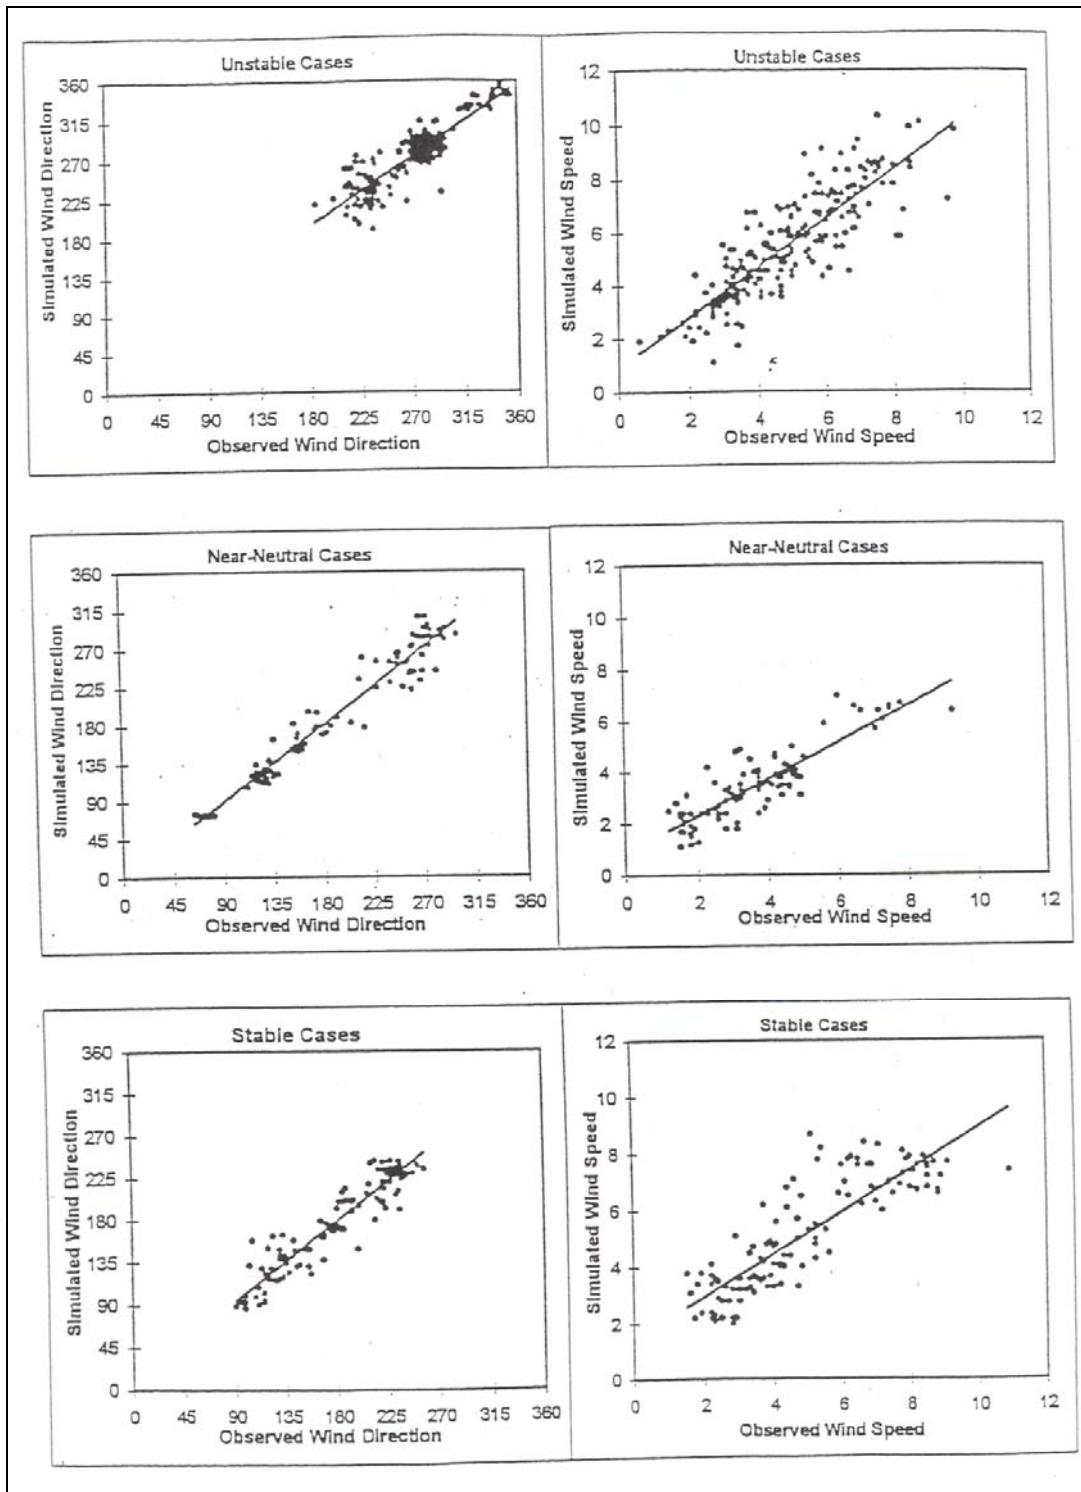 Unstable Cases
360
315
270
225
180
135
90
45
0
Simulated Wind Direction
0 45 90 135 180 225 270 315 360
Observed Wind Direction
Unstable Cases
12
10
8
6
4
2
0
Simulated Wind Speed
0 2 4 6 8 10 12
Observed Wind Speed
Near-Neutral Cases
360
315
270
225
180
135
90
45
0
Simulated Wind Direction
0 45 90 135 180 225 270 315 360
Observed Wind Direction
Near-Neutral Cases
12
10
8
6
4
2
0
Simulated Wind Speed
0 2 4 6 8 10 12
Observed Wind Speed
Stable Cases
360
315
270
225
180
135
90
45
0
Simulated Wind Direction
0 45 90 135 180 225 270 315 360
Observed Wind Direction
Stable Cases
12
10
8
6
4
2
0
Simulated Wind Speed
0 2 4 6 8 10 12
Observed Wind Speed